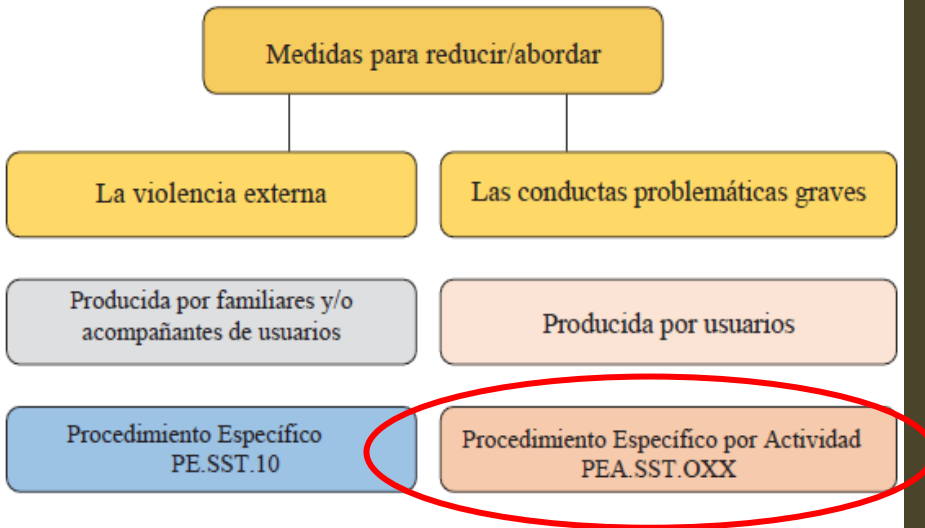 Medidas para reducir/abordar
La violencia externa
Las conductas problemáticas graves
Producida por familiares y/o
acompañantes de usuarios
Producida por usuarios
Procedimiento Específico
PE.SST.10
Procedimiento Específico por Actividad
PEA.SST.OXX